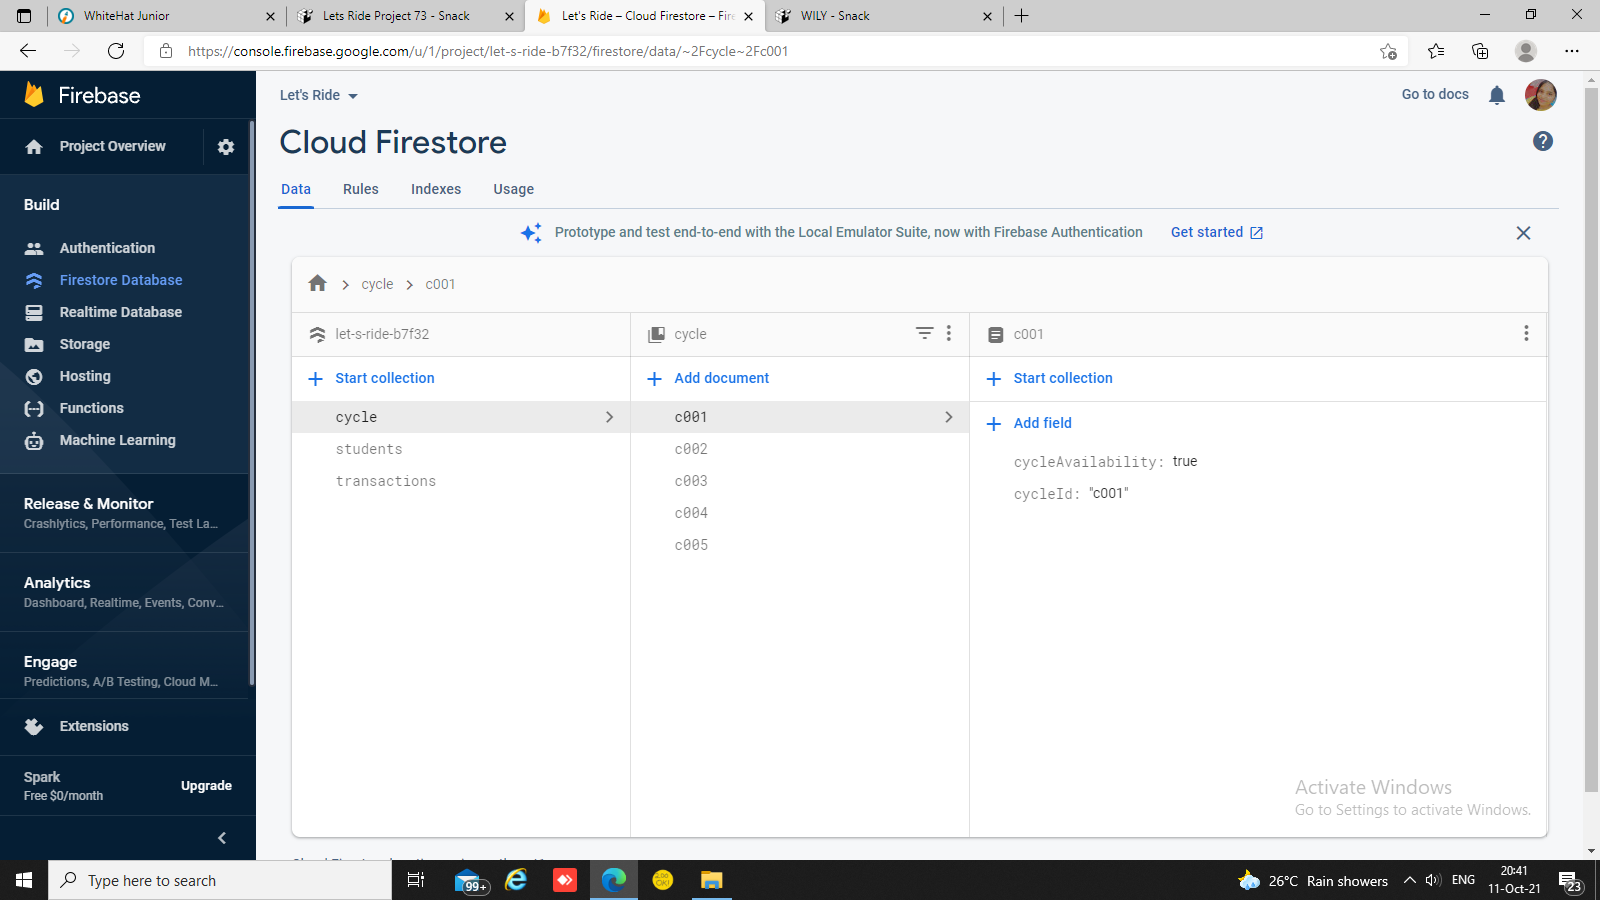 WhiteHat Junior
Lets Ride Project 73 - Snack
Let's Ride – Cloud Firestore – Fire
WILY - Snack
https://console.firebase.google.com/u/1/project/let-s-ride-b7f32/firestore/data/~2Fcycle~2Fc001
Firebase
Let's Ride
Go to docs
Project Overview
Cloud Firestore
Data
Rules
Indexes
Usage
Build
Prototype and test end-to-end with the Local Emulator Suite, now with Firebase Authentication
Get started
Authentication
Firestore Database
Realtime Database
Storage
Hosting
Functions
Machine Learning
Release & Monitor
Crashlytics, Performance, Test La...
Analytics
Dashboard, Realtime, Events, Conv...
Engage
Predictions, A/B Testing, Cloud M...
Extensions
Spark
Free $0/month
Upgrade
cycle
c001
let-s-ride-b7f32
Start collection
cycle
students
transactions
cycle
Add document
c001
c002
c003
c004
c005
c001
Start collection
Add field
cycleAvailability: true
cycleId: "c001"
Activate Windows
Go to Settings to activate Windows.
Type here to search
99+
26°C Rain showers
ENG
20:41
11-Oct-21
23